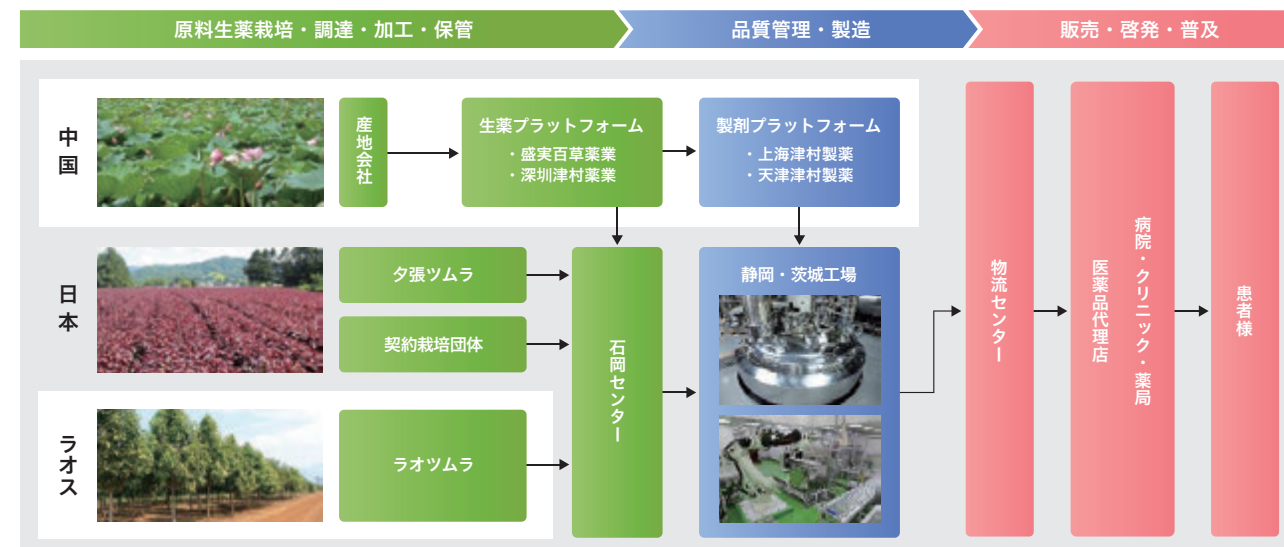 原料生薬栽培・調達・加工・保管
品質管理・製造
販売・啓発・普及
中国
産地会社
生薬プラットフォーム
・盛実百草薬業
・深圳津村薬業
製剤プラットフォーム
・上海津村製薬
・天津津村製薬
日本
夕張ツムラ
契約栽培団体
石岡センター
静岡・茨城工場
ラオス
ラオツムラ
物流センター
病院・クリニック・薬局
医薬品代理店
患者様